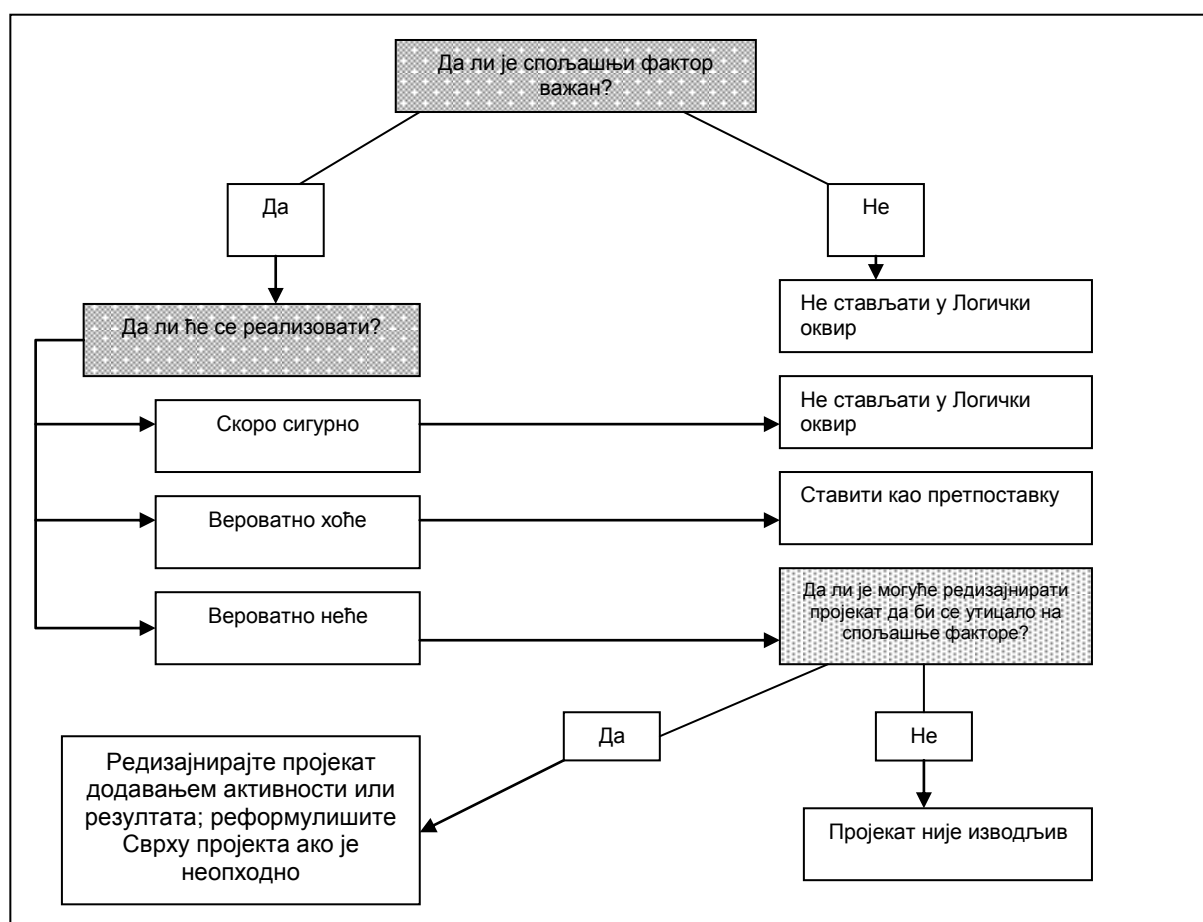 Да ли је спољашњи фактор
важан?
Да
Не
Да ли ће се реализовати?
Не стављати у Логички
оквир
Скоро сигурно
Не стављати у Логички
оквир
Вероватно хоће
Ставити као претпоставку
Вероватно неће
Да ли је могуће редизајнирати
пројекат да би се утицало на
спољашње факторе?
Да
Не
Редизајнирајте пројекат
додавањем активности или
резултата; реформулишите
Сврху пројекта ако је
неопходно
Пројекат није изводљив